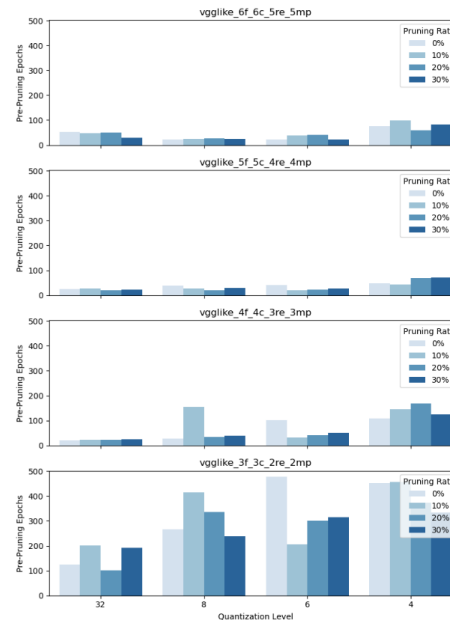 vgglike_6f_6c_5re_5mp
Pre-Pruning Epochs
500
400
300
200
100
0
Pruning Rat
0%
10%
20%
30%
vgglike_5f_5c_4re_4mp
Pre-Pruning Epochs
500
400
300
200
100
0
Pruning Rat
0%
10%
20%
30%
vgglike_4f_4c_3re_3mp
Pre-Pruning Epochs
500
400
300
200
100
0
Pruning Rat
0%
10%
20%
30%
vgglike_3f_3c_2re_2mp
Pre-Pruning Epochs
500
400
300
200
100
0
Pruning Rat
0%
10%
20%
30%
32 8 6 4
Quantization Level